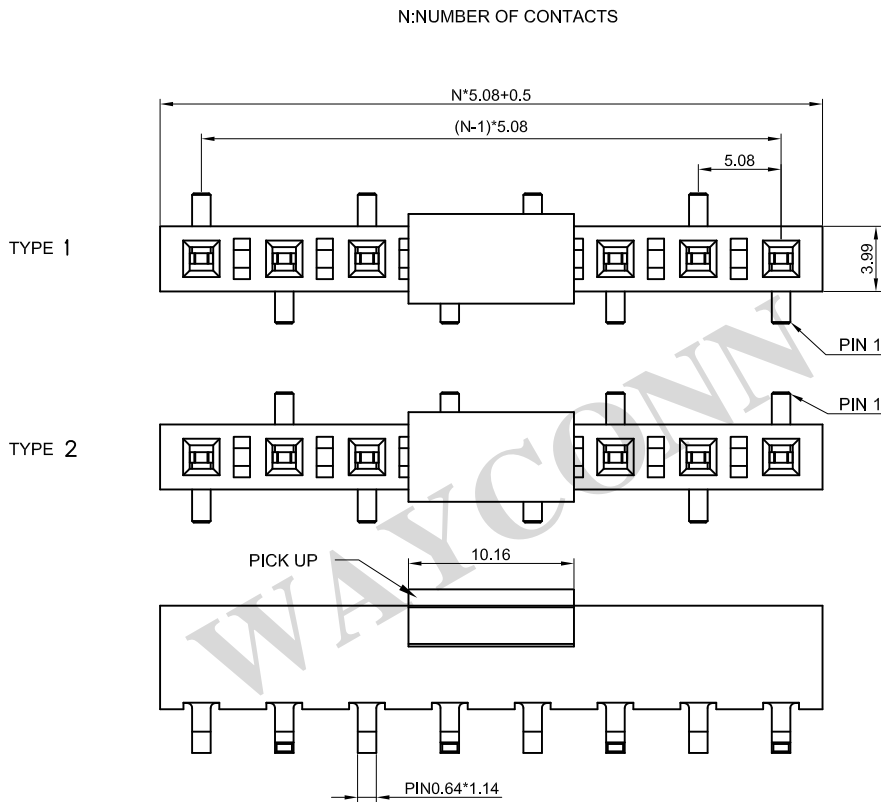 N:NUMBER OF CONTACTS
N*5.08+0.5
(N-1)*5.08
5.08
TYPE 1
3.99
PIN 1
PIN 1
TYPE 2
WAYCONN
PICK UP
10.16
PIN0.64*1.14